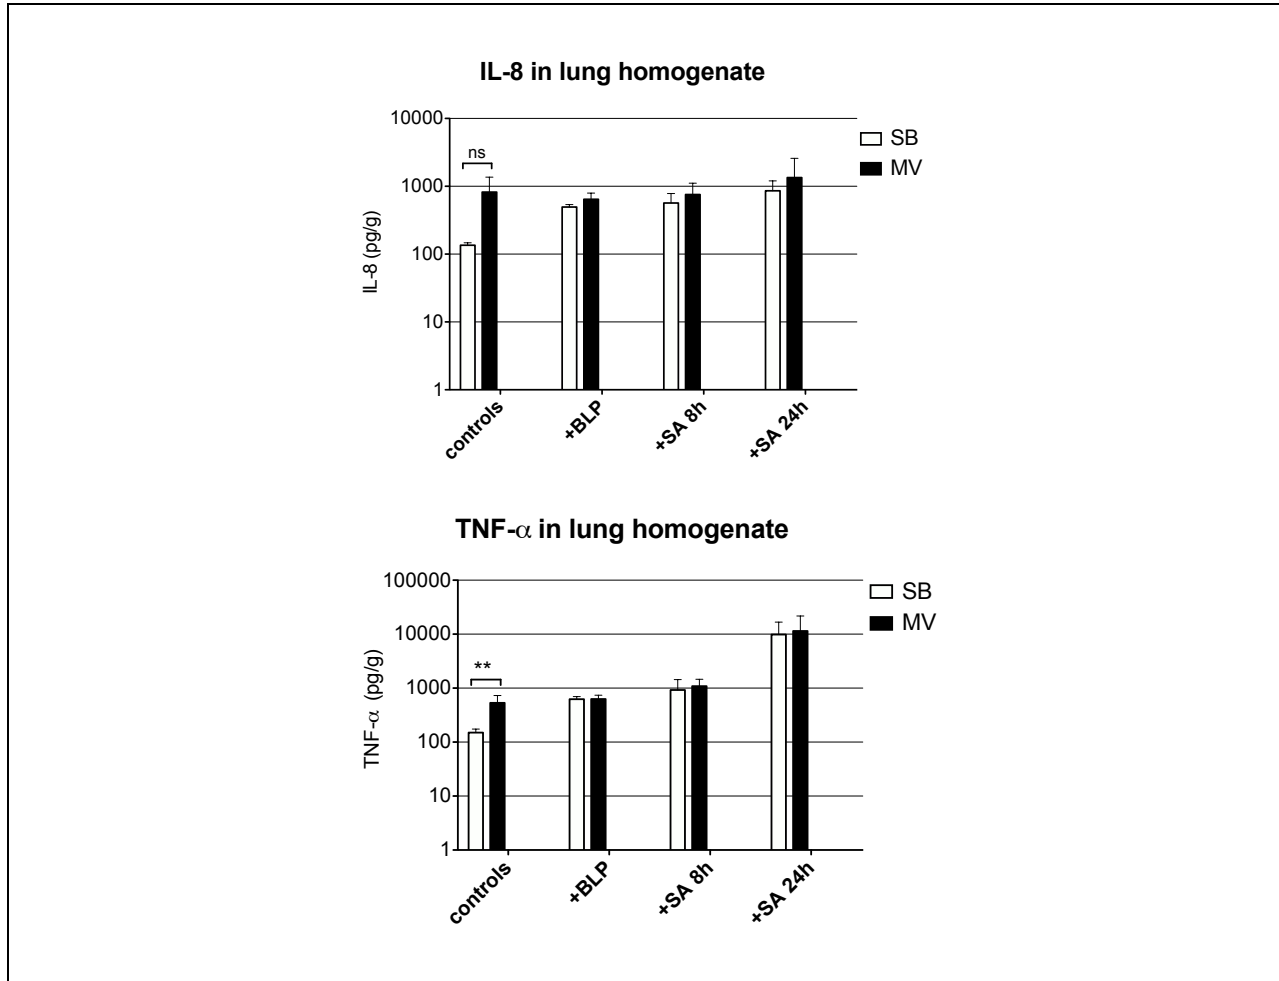 IL-8 in lung homogenate
10000
1000
100
10
1
IL-8 (pg/g)
ns
SB
MV
controls
+BLP
+SA 8h
+SA 24h
TNF-α in lung homogenate
100000
10000
1000
100
10
1
TNF-α (pg/g)
**
SB
MV
controls
+BLP
+SA 8h
+SA 24h